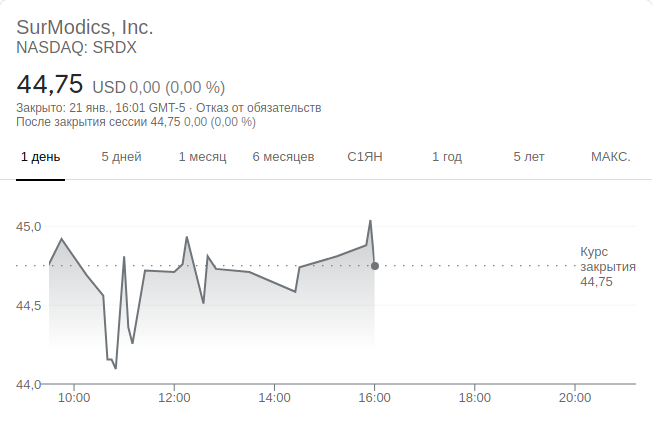 SurModics, Inc.
NASDAQ: SRDX
44,75 USD 0,00 (0,00 %)
Закрыто: 21 янв., 16:01 GMT-5 · Отказ от обязательств
После закрытия сессии 44,75 0,00 (0,00 %)
1 день 5 дней 1 месяц 6 месяцев С1ЯН 1 год 5 лет МАКС.
45,0
Курс
закрытия
44,75
44,5
44,0
10:00 12:00 14:00 16:00 18:00 20:00